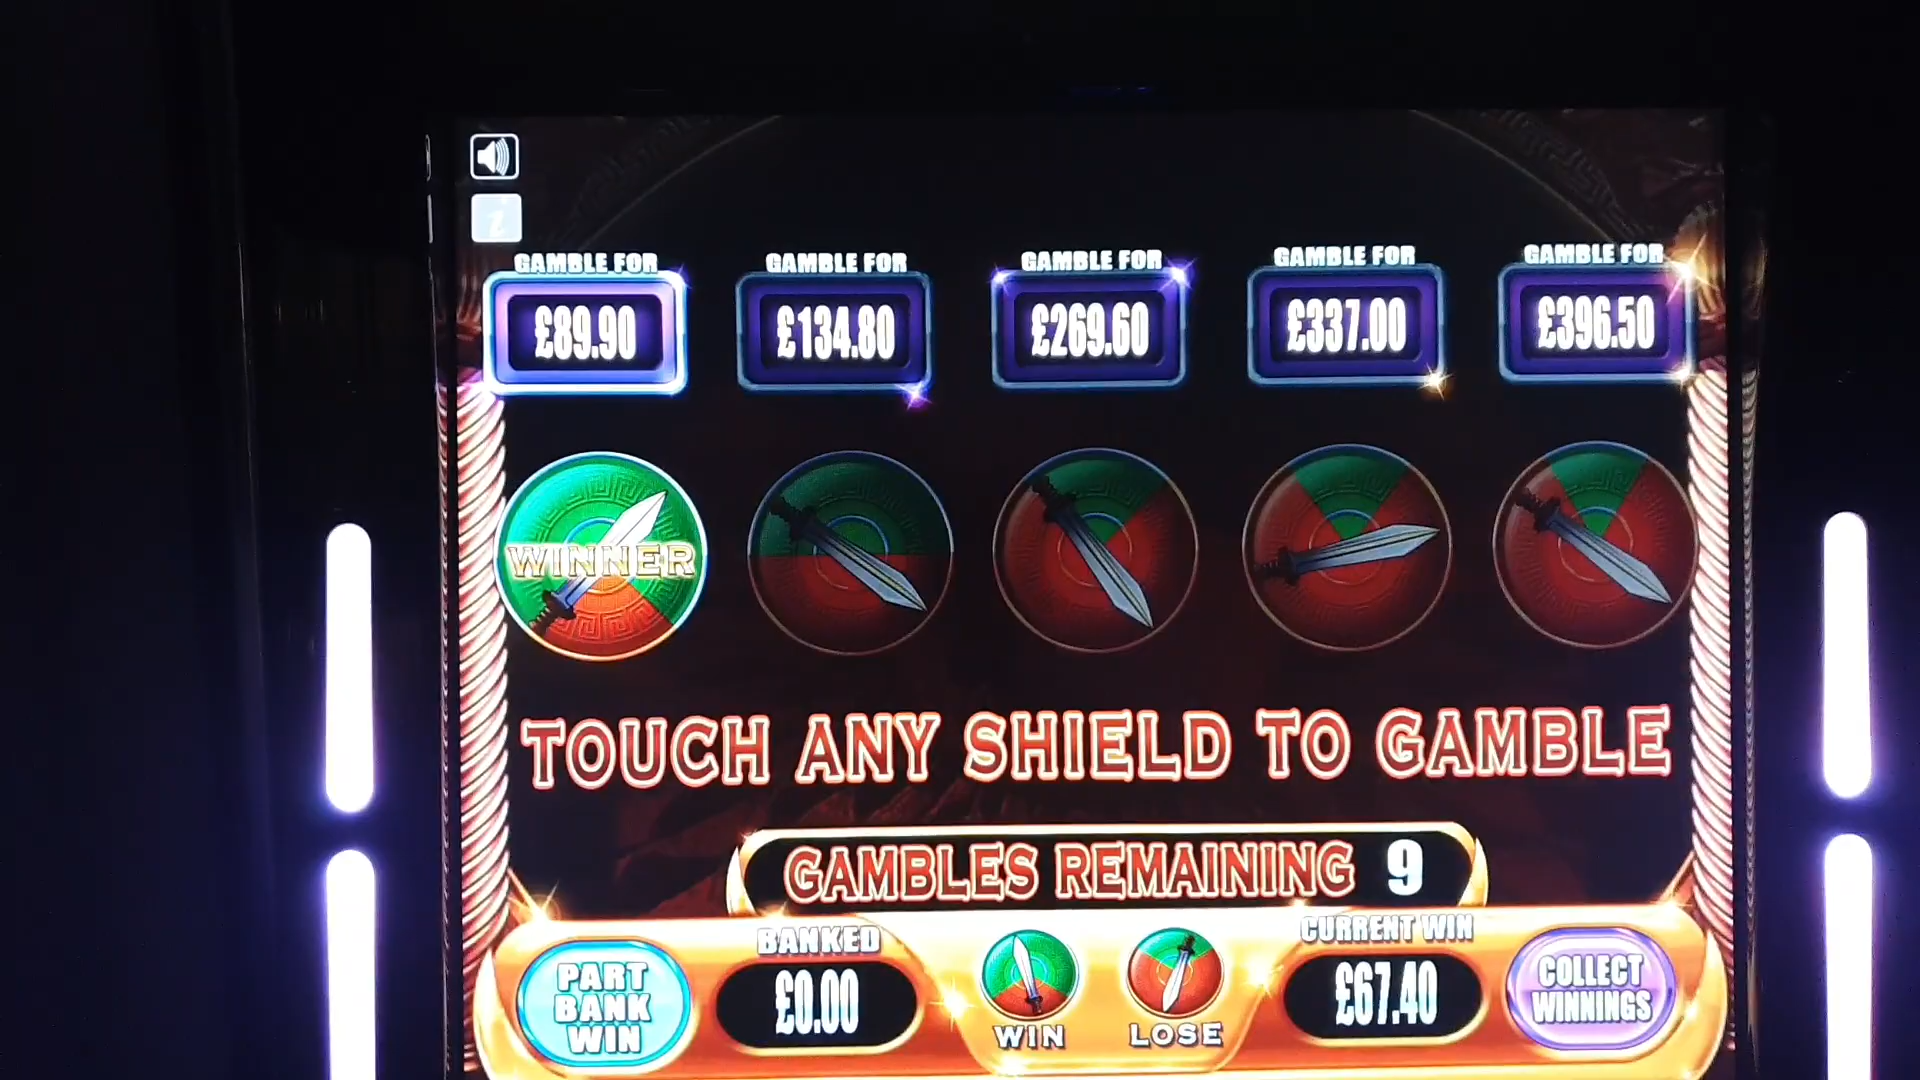 GAMBLE FOR
£89.90
GAMBLE FOR
£134.80
GAMBLE FOR
£269.60
GAMBLE FOR
£337.00
GAMBLE FOR
£396.50
WINNER
TOUCH ANY SHIELD TO GAMBLE
GAMBLES REMAINING 9
PART
BANK
WIN
BANKED
£0.00
WIN
LOSE
CURRENT WIN
£67.40
COLLECT
WINNINGS